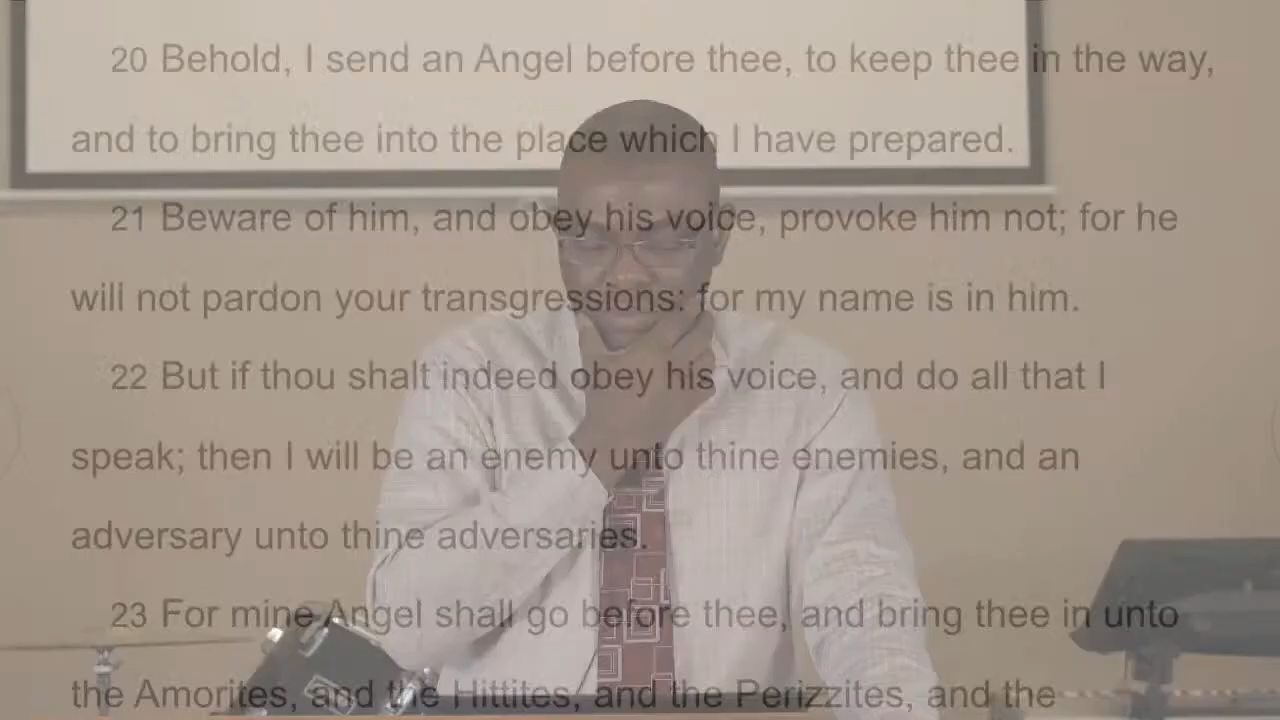 20 Behold, I send an Angel before thee, to keep thee in the way,
and to bring thee into the place which I have prepared.
21 Beware of him, and obey his voice, provoke him not; for he
will not pardon your transgressions: for my name is in him.
22 But if thou shalt indeed obey his voice, and do all that I
speak; then I will be an enemy unto thine enemies, and an
adversary unto thine adversaries.
23 For mine Angel shall go before thee, and bring thee in unto
the Amorites, and the Hittites, and the Perizzites, and the